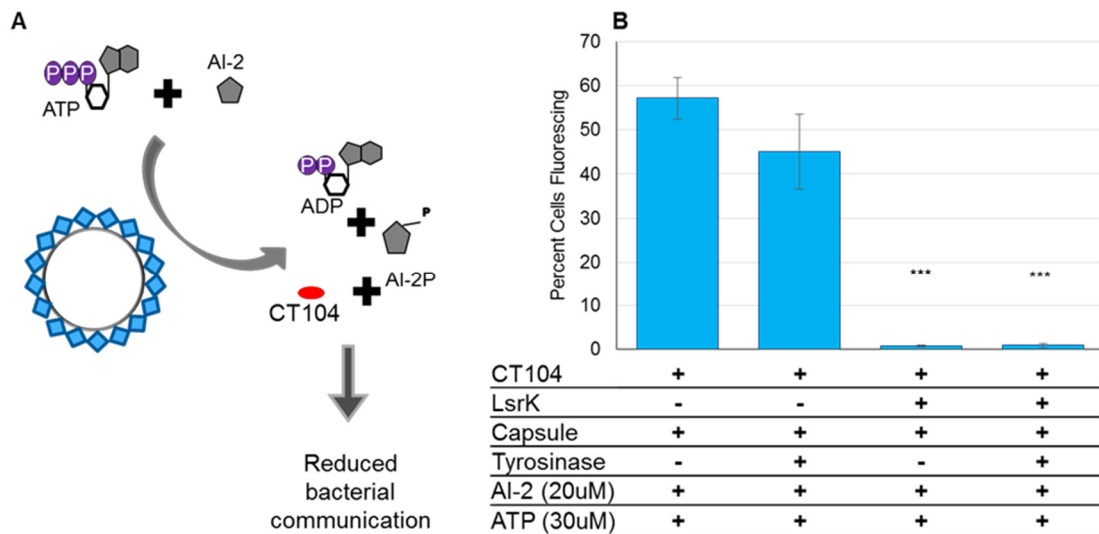 A
P P P
ATP
AI-2
P P
ADP
P
AI-2P
CT104
Reduced
bacterial
communication
B
Percent Cells Fluorescing
70
60
50
40
30
20
10
0
*** ***
CT104 + + + +
LsrK - - + +
Capsule + + + +
Tyrosinase - + - +
AI-2 (20uM) + + + +
ATP (30uM) + + + +